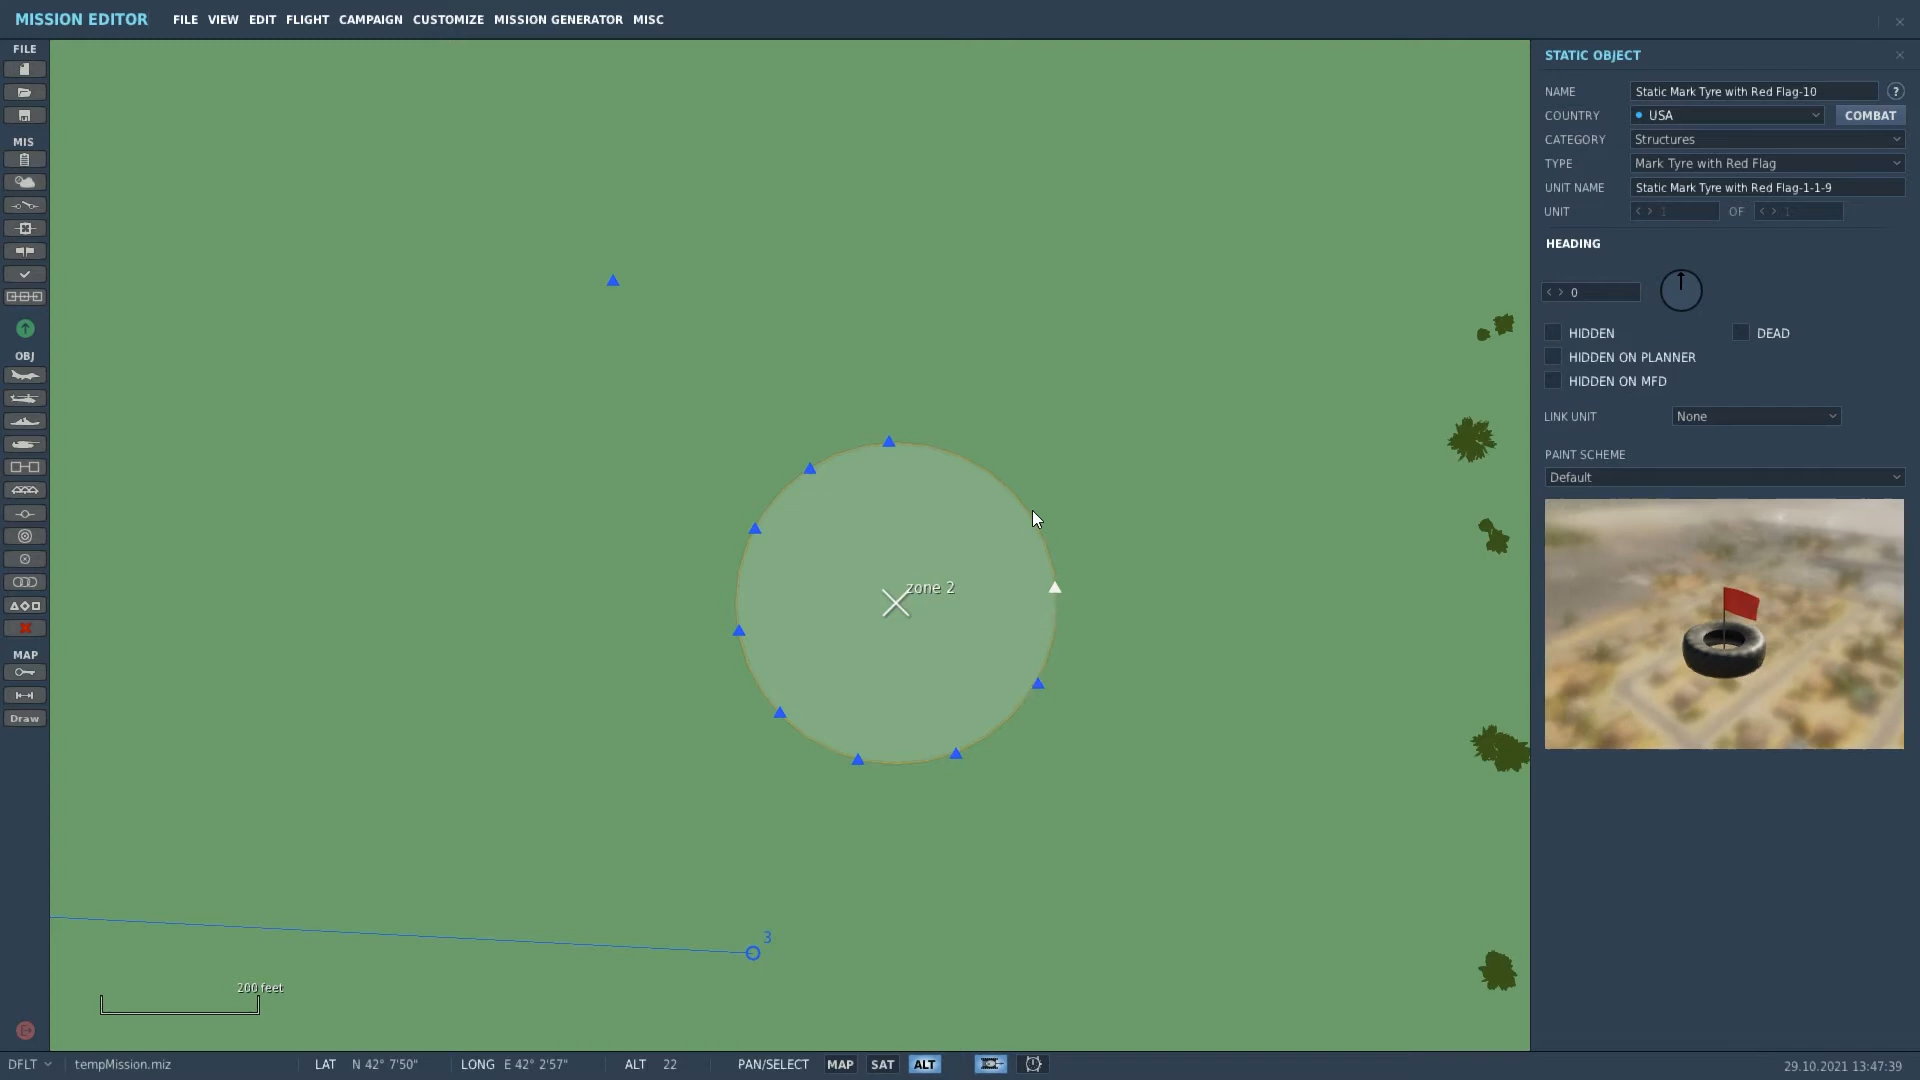 MISSION EDITOR
FILE VIEW EDIT FLIGHT CAMPAIGN CUSTOMIZE MISSION GENERATOR MISC
FILE
MIS
OBJ
MAP
Draw
zone 2
3
200 feet
STATIC OBJECT
NAME Static Mark Tyre with Red Flag-10 ?
COUNTRY USA COMBAT
CATEGORY Structures
TYPE Mark Tyre with Red Flag
UNIT NAME Static Mark Tyre with Red Flag-1-1-9
UNIT < > 1 OF < > 1
HEADING
< > 0
HIDDEN DEAD
HIDDEN ON PLANNER
HIDDEN ON MFD
LINK UNIT None
PAINT SCHEME
Default
DFLT tempMission.miz LAT N 42° 7'50" LONG E 42° 2'57" ALT 22 PAN/SELECT MAP SAT ALT 29.10.2021 13:47:39